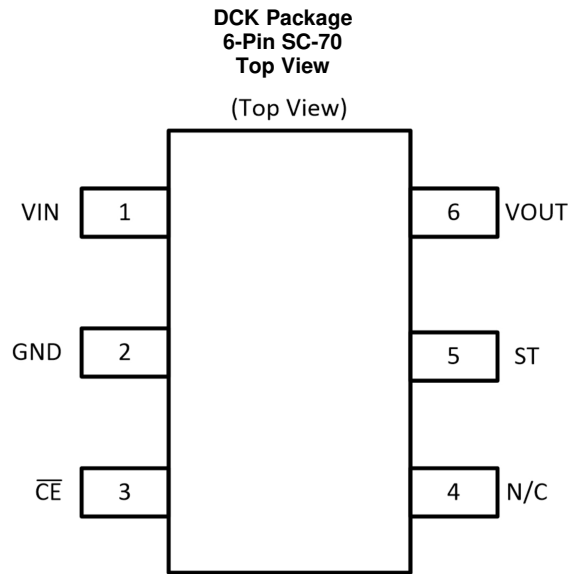 DCK Package
6-Pin SC-70
Top View
(Top View)
VIN 1 6 VOUT
GND 2 5 ST
C̅E̅ 3 4 N/C